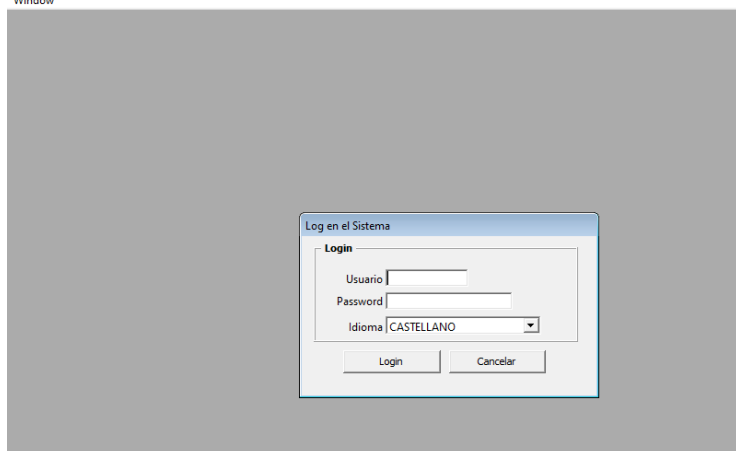 Window
Log en el Sistema
Login
Usuario
Password
Idioma CASTELLANO
Login Cancelar